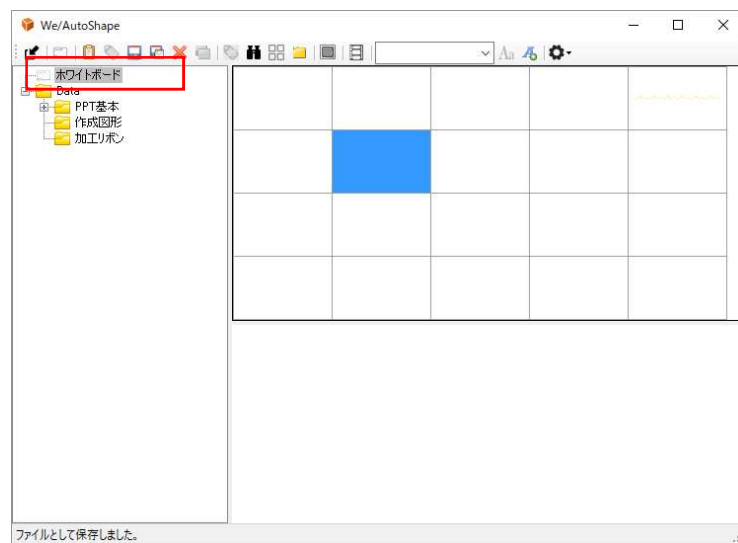 We/AutoShape
Aa
ホワイトボード
Data
PPT基本
作成図形
加工リボン
ファイルとして保存しました。